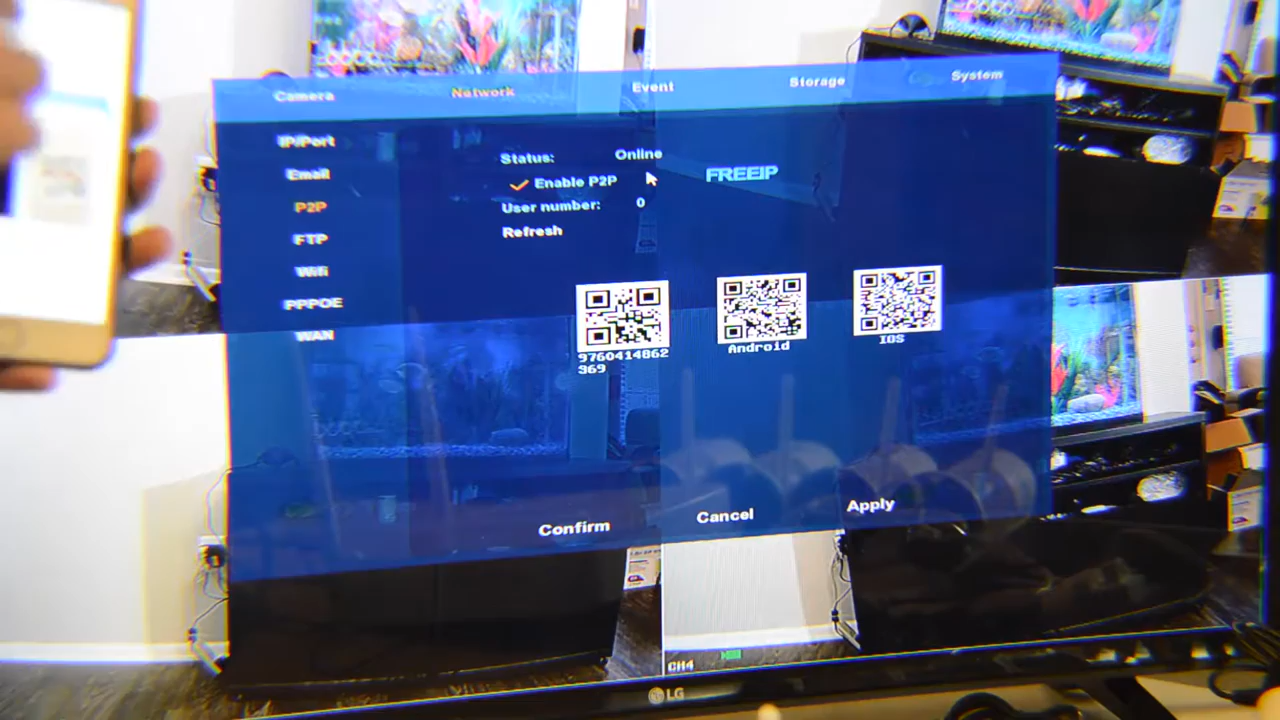 Camera Network Event Storage System
IP/Port
Email
P2P
FTP
Wifi
PPPOE
WAN
Status: Online
Enable P2P
User number: 0
Refresh
FREEIP
9760414862
969
Android
IOS
Confirm Cancel Apply
CH4
LG